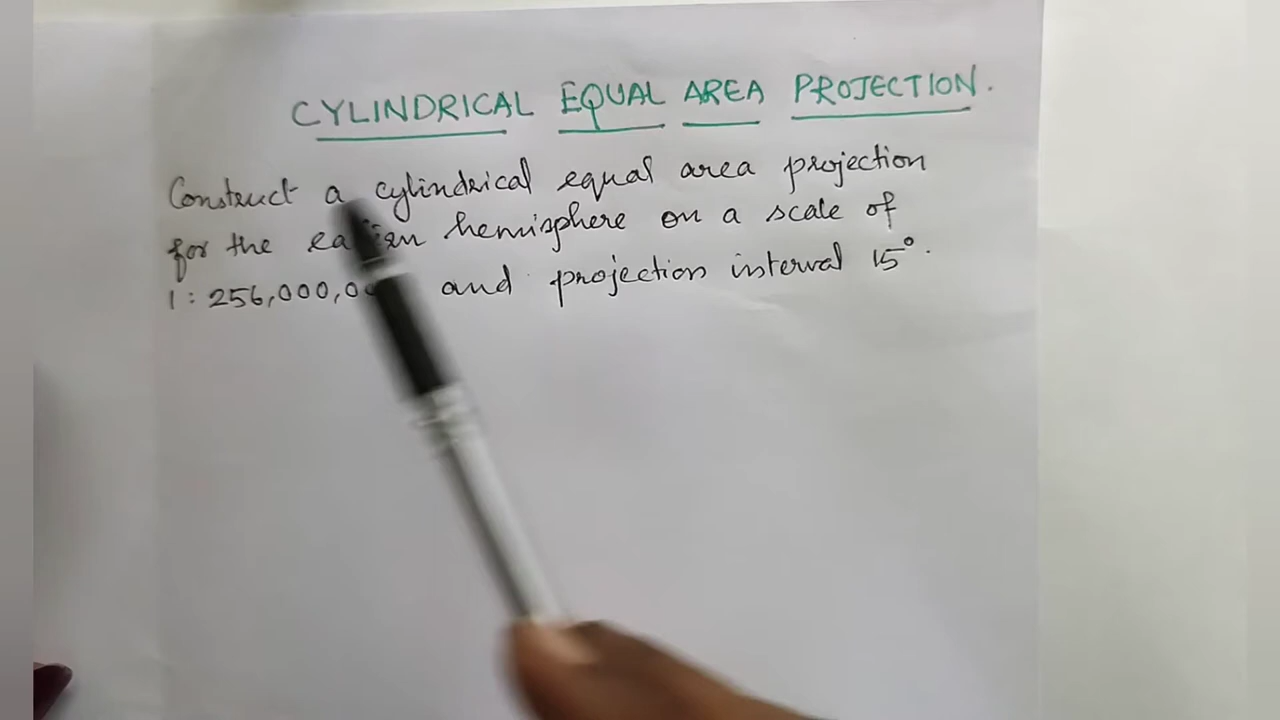 CYLINDRICAL EQUAL AREA PROJECTION.
Construct a cylindrical equal area projection
for the hemisphere on a scale of
and projection interval 15°.